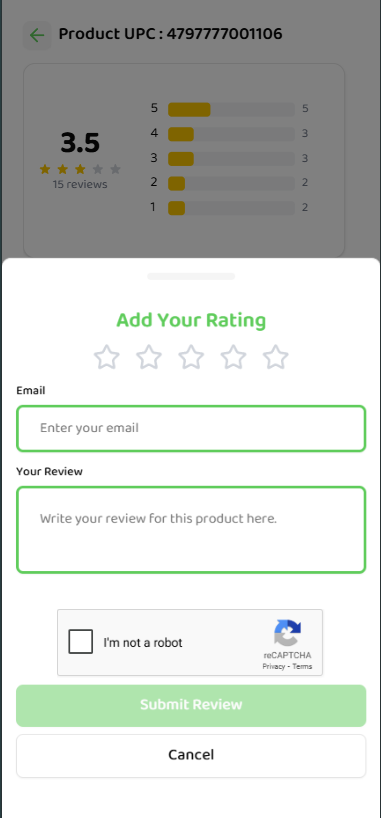 Product UPC : 4797777001106
5 5
4 3
3.5
3 3
15 reviews
2 2
1 2
Add Your Rating
Email
Enter your email
Your Review
Write your review for this product here.
I'm not a robot
reCAPTCHA
Privacy - Terms
Submit Review
Cancel